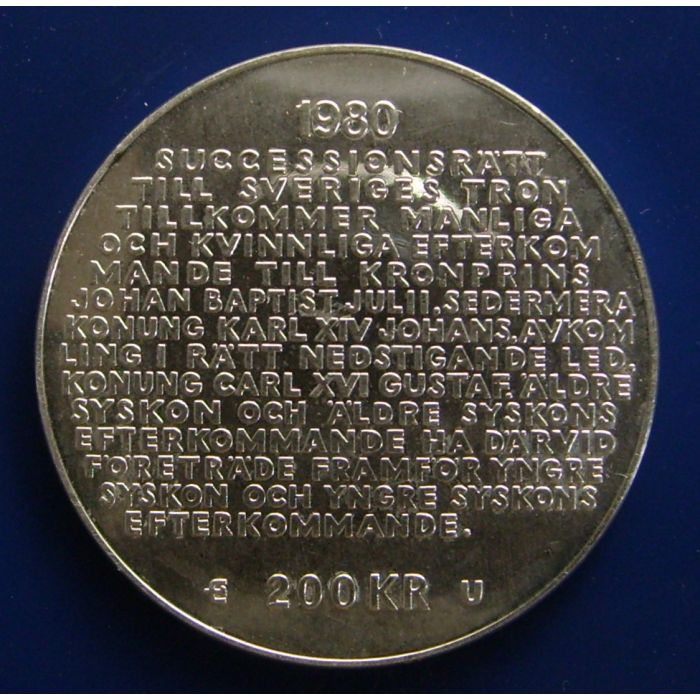 1980
SUCCESSIONSRÄTT
TILL SVERIGES TRON
TILLKOMMER MANLIGA
OCH KVINNLIGA EFTERKOM
MANDE TILL KRONPRINS
JOHAN BAPTIST JULII, SEDERMERA
KONUNG KARL XIV JOHANS, AVKOM
LING I RÄTT NEDSTIGANDE LED,
KONUNG CARL XVI GUSTAF. ÄLDRE
SYSKON OCH ÄLDRE SYSKONS
EFTERKOMMANDE HA DÄRVID
FÖRETRÄDE FRAMFÖR YNGRE
SYSKON OCH YNGRE SYSKONS
EFTERKOMMANDE.
S 200 KR U